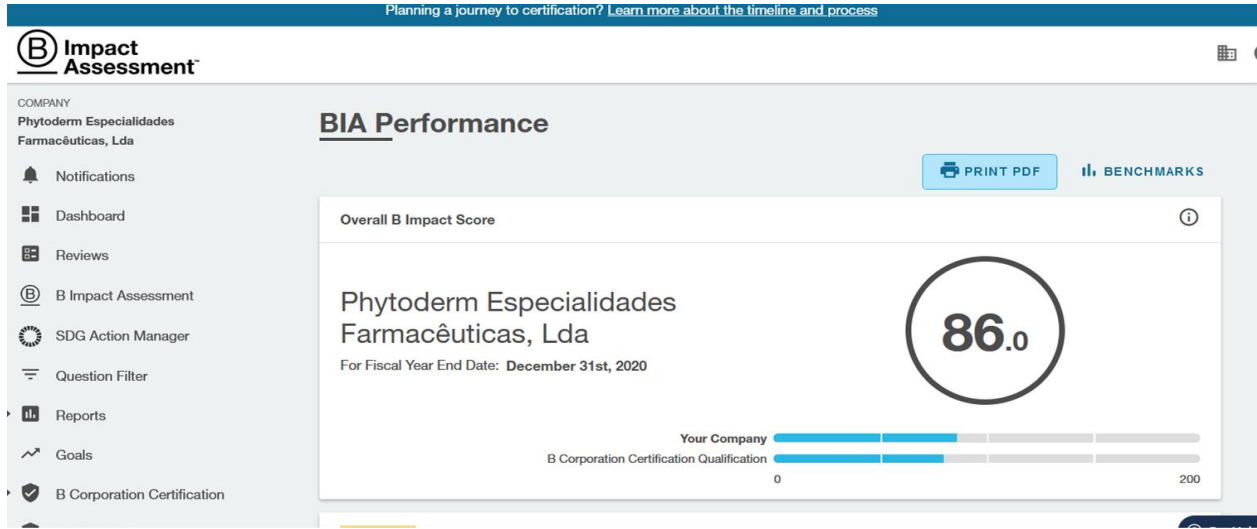 Planning a journey to certification? Learn more about the timeline and process
B Impact
Assessment™
COMPANY
Phytoderm Especialidades
Farmacêuticas, Lda
Notifications
Dashboard
Reviews
B Impact Assessment
SDG Action Manager
Question Filter
Reports
Goals
B Corporation Certification
BIA Performance
PRINT PDF
BENCHMARKS
Overall B Impact Score
Phytoderm Especialidades
Farmacêuticas, Lda
For Fiscal Year End Date: December 31st, 2020
86.0
Your Company
B Corporation Certification Qualification
0 200